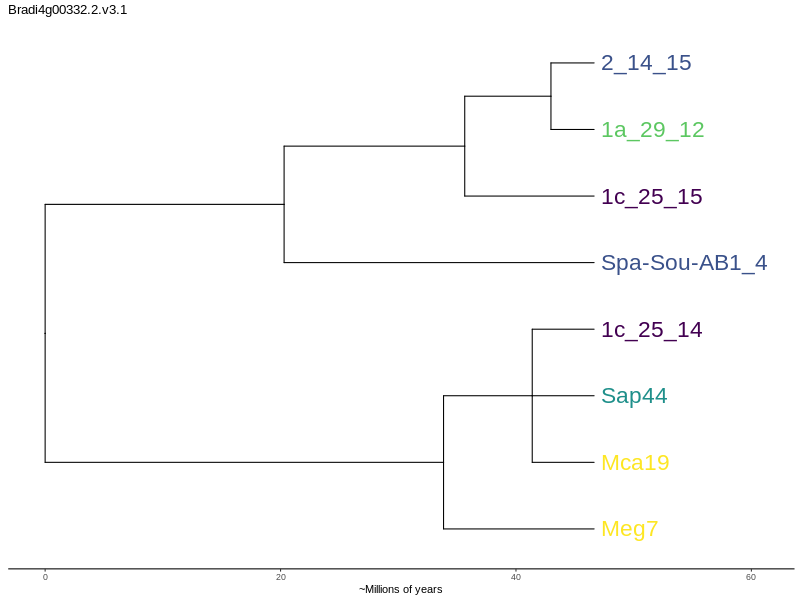 Bradi4g00332.2.v3.1
2_14_15
1a_29_12
1c_25_15
Spa-Sou-AB1_4
1c_25_14
Sap44
Mca19
Meg7
0 20 40 60
~Millions of years